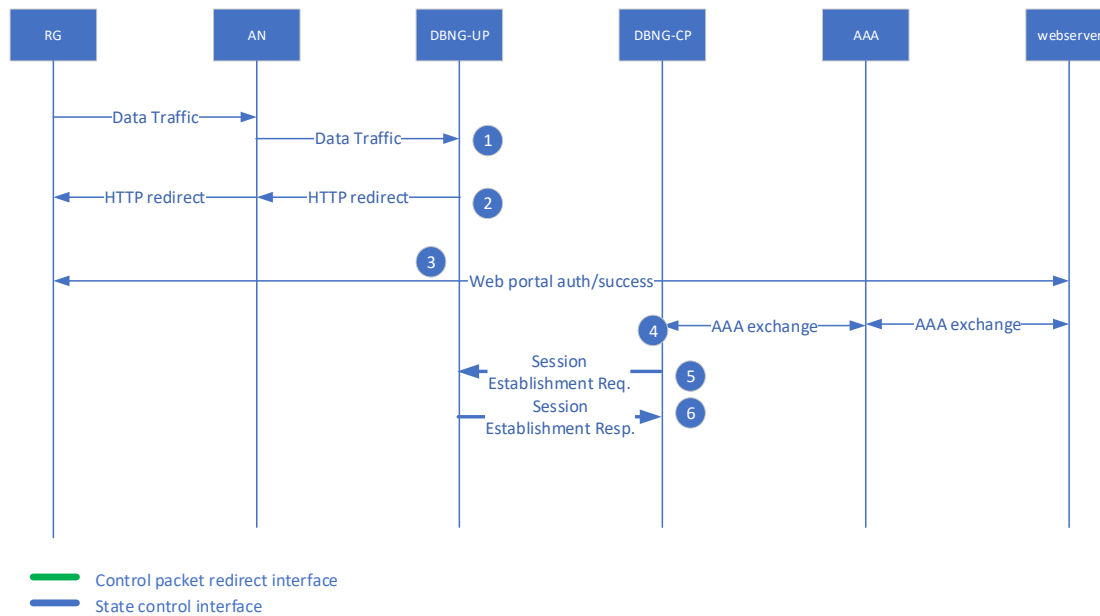 RG
AN
DBNG-UP
DBNG-CP
AAA
webserver
Data Traffic
Data Traffic
1
HTTP redirect
HTTP redirect
2
3
Web portal auth/success
4
AAA exchange
AAA exchange
Session
Establishment Req.
5
Session
Establishment Resp.
6
Control packet redirect interface
State control interface